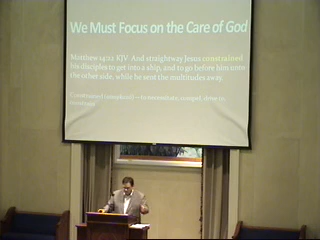 We Must Focus on the Care of God
Matthew 14:22 KJV And straightway Jesus constrained
his disciples to get into a ship, and to go before him unto
the other side, while he sent the multitudes away.
Constrained